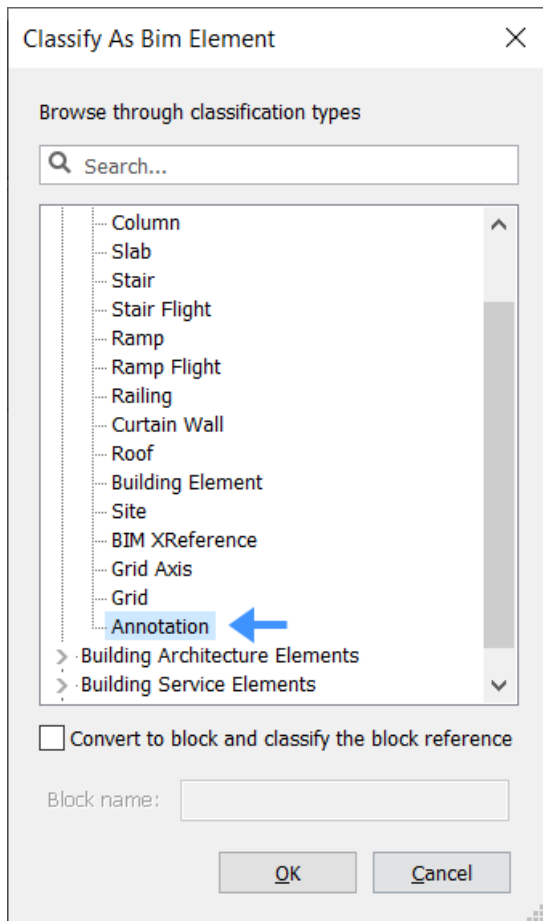 Classify As Bim Element
Browse through classification types
Search...
Column
Slab
Stair
Stair Flight
Ramp
Ramp Flight
Railing
Curtain Wall
Roof
Building Element
Site
BIM XReference
Grid Axis
Grid
Annotation
Building Architecture Elements
Building Service Elements
Convert to block and classify the block reference
Block name:
OK Cancel